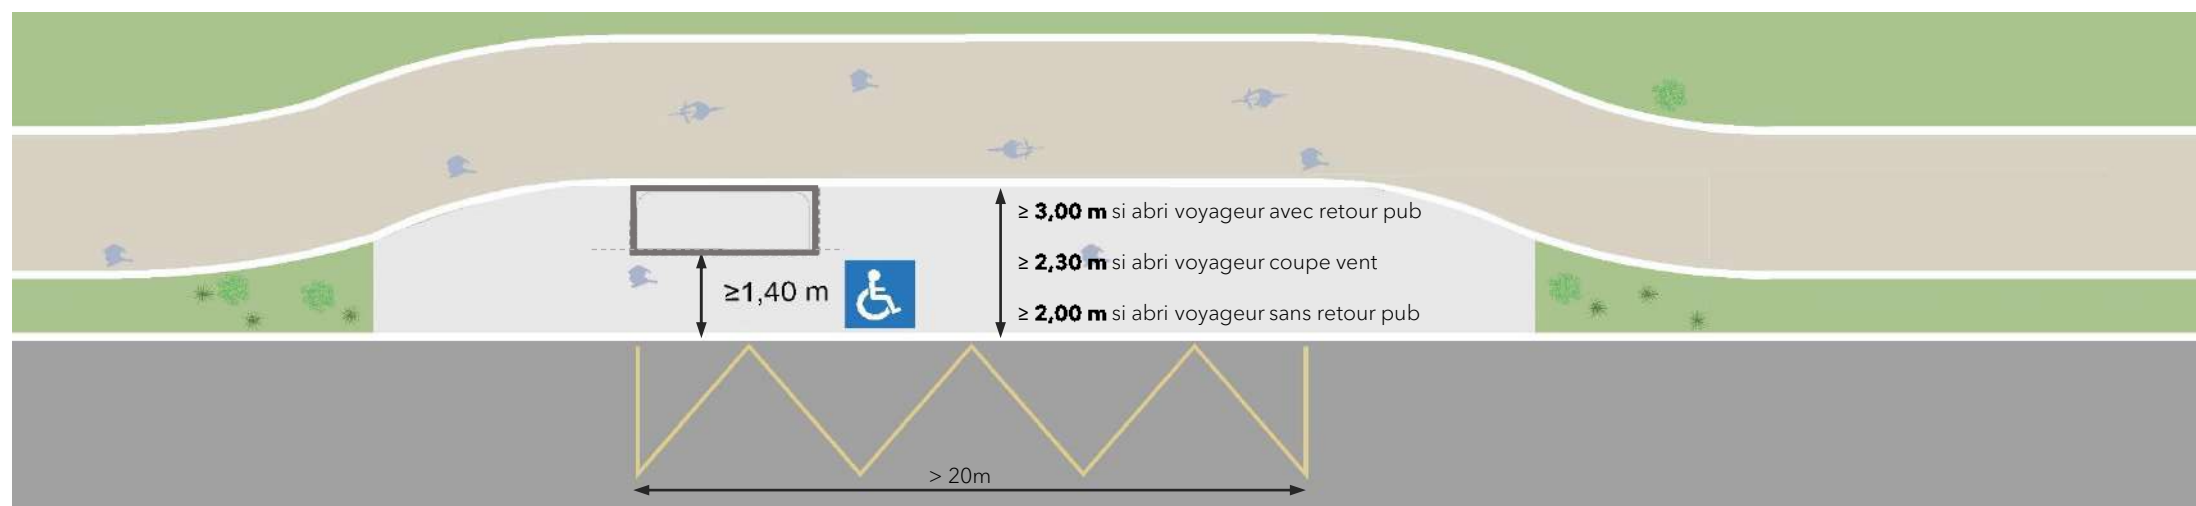 ≥ 3,00 m si abri voyageur avec retour pub
≥ 2,30 m si abri voyageur coupe vent
≥1,40 m
≥ 2,00 m si abri voyageur sans retour pub
> 20m